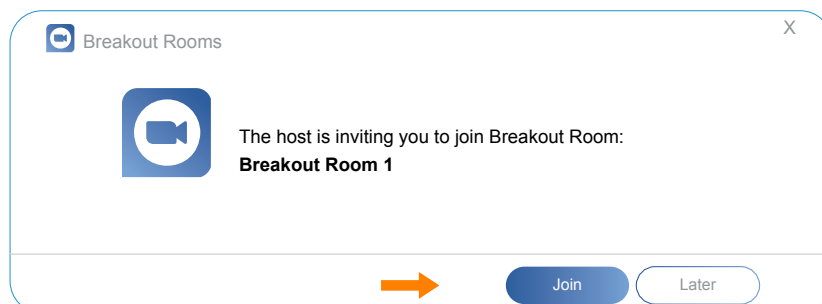 Breakout Rooms
X
The host is inviting you to join Breakout Room:
Breakout Room 1
Join
Later